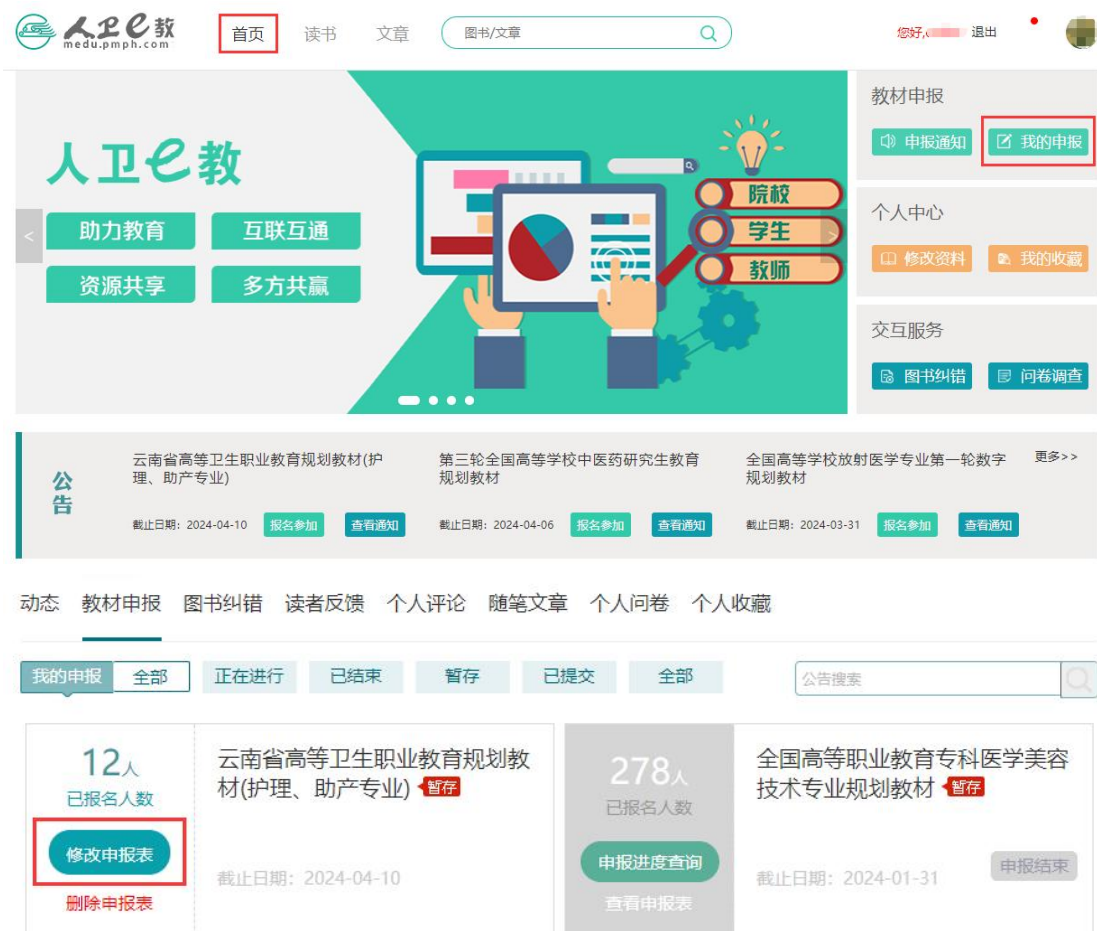 人卫e教
medu.pmph.com
首页
读书
文章
图书/文章
您好,
退出
人卫e教
助力教育
互联互通
资源共享
多方共赢
院校
学生
教师
<
>
教材申报
申报通知
我的申报
个人中心
修改资料
我的收藏
交互服务
图书纠错
问卷调查
公告
云南省高等卫生职业教育规划教材(护
理、助产专业)
截止日期：2024-04-10
报名参加
查看通知
第三轮全国高等学校中医药研究生教育
规划教材
截止日期：2024-04-06
报名参加
查看通知
全国高等学校放射医学专业第一轮数字
规划教材
截止日期：2024-03-31
报名参加
查看通知
更多>>
动态
教材申报
图书纠错
读者反馈
个人评论
随笔文章
个人问卷
个人收藏
我的申报
全部
正在进行
已结束
暂存
已提交
全部
公告搜索
12人
已报名人数
修改申报表
删除申报表
云南省高等卫生职业教育规划教
材(护理、助产专业) 暂存
截止日期：2024-04-10
278人
已报名人数
申报进度查询
查看申报表
全国高等职业教育专科医学美容
技术专业规划教材 暂存
截止日期：2024-01-31
申报结束